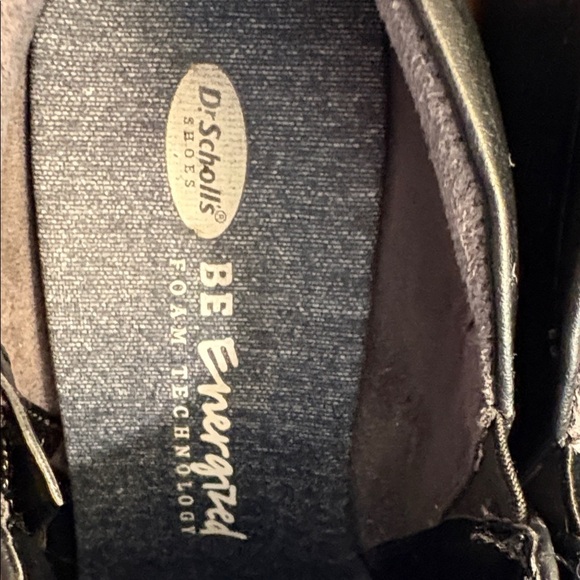 Dr. Scholl's®
SHOES
BE Energized
FOAM TECHNOLOGY